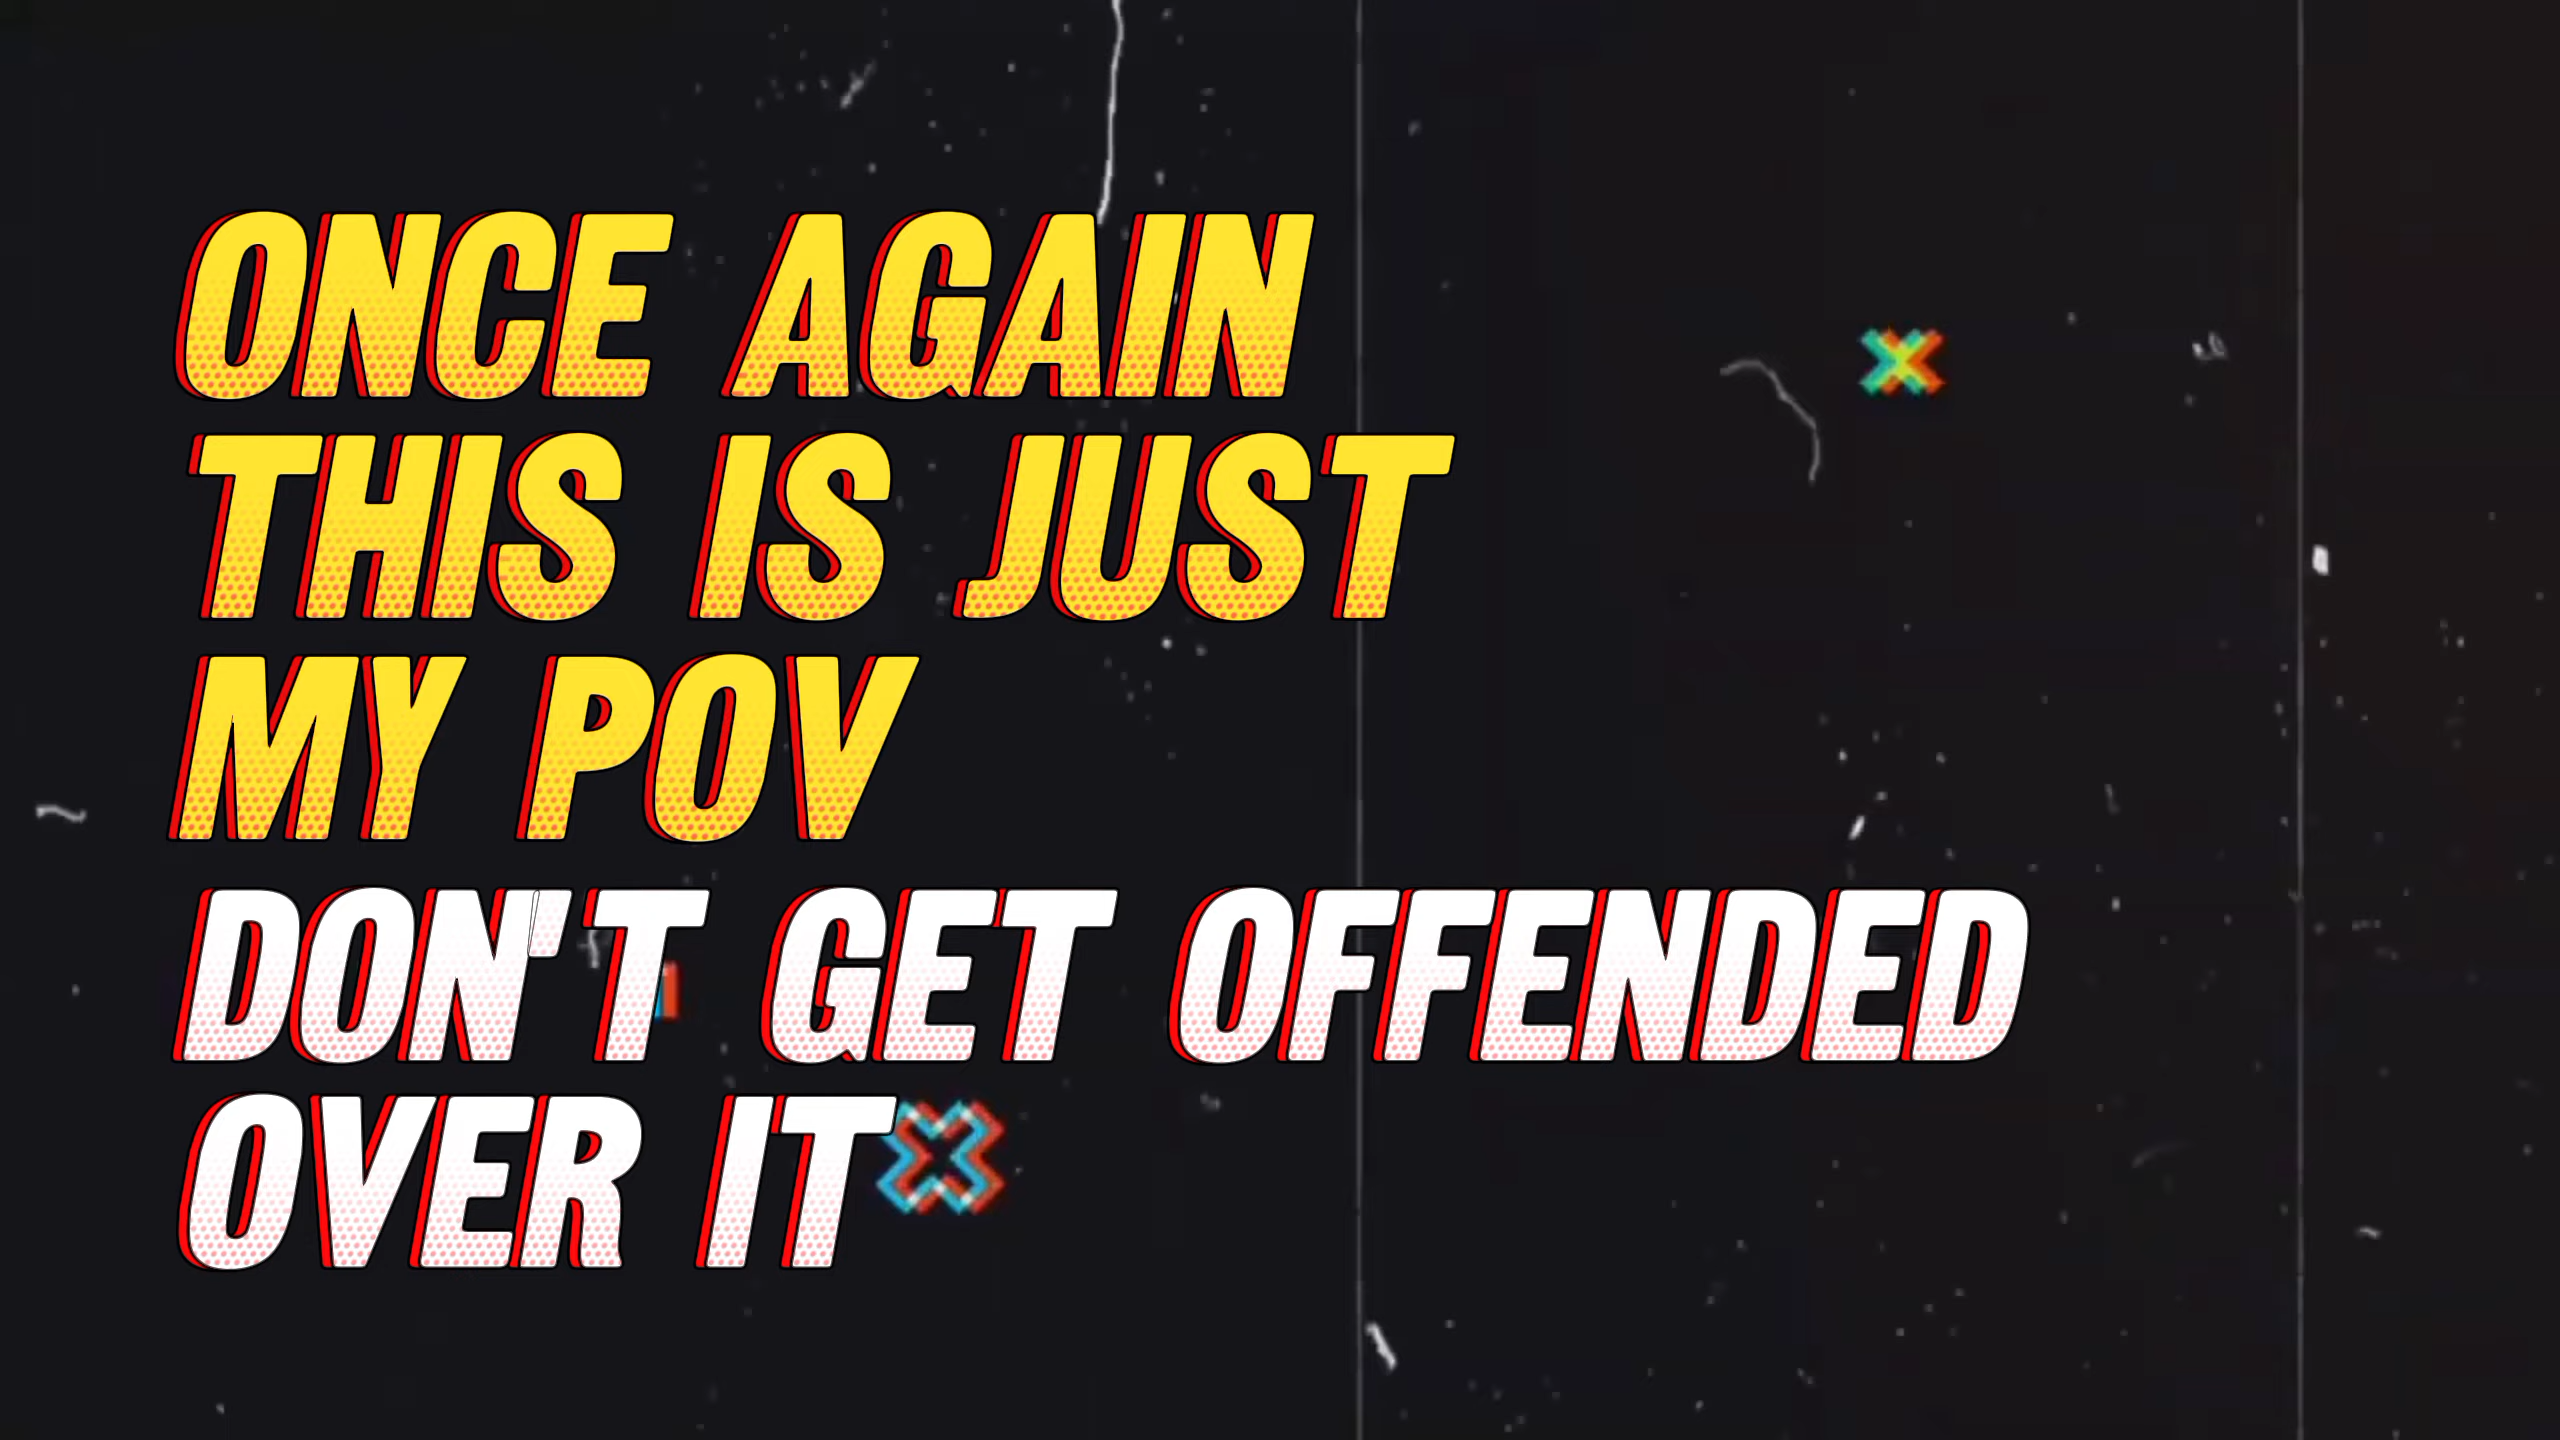 ONCE AGAIN
THIS IS JUST
MY POV
DON'T GET OFFENDED
OVER IT